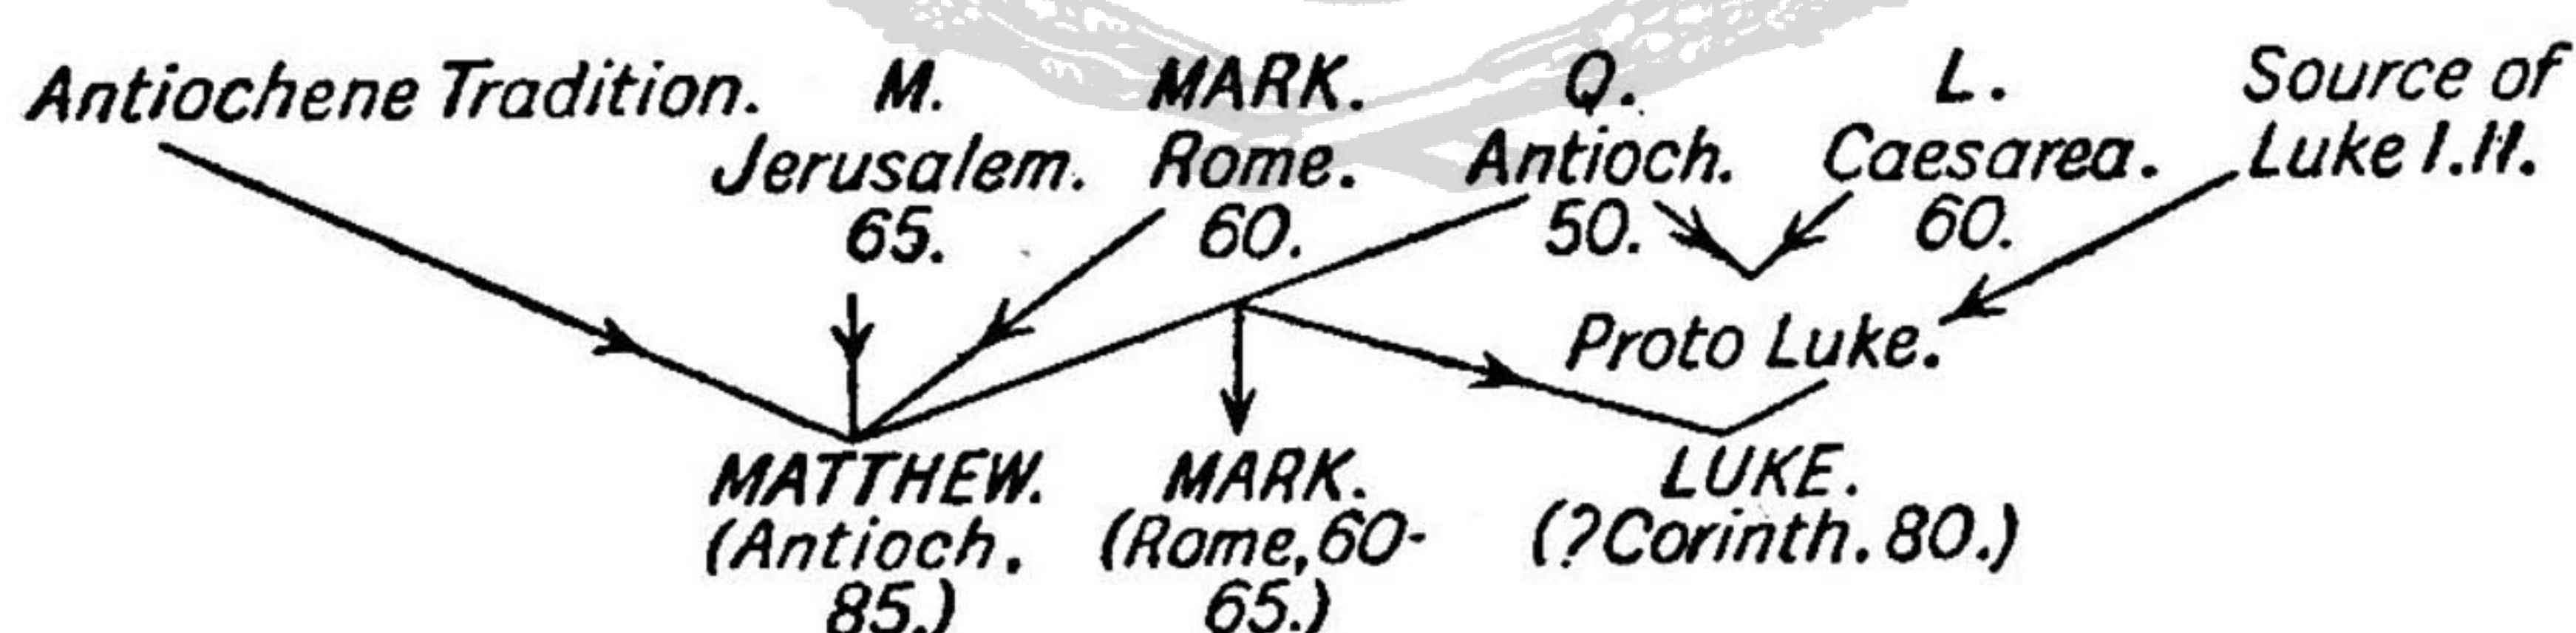 Antiochene Tradition. M. MARK. Q. L. Source of
Jerusalem. Rome. Antioch. Caesarea. Luke I.II.
65. 60. 50. 60.
Proto Luke.
MATTHEW. MARK. LUKE.
(Antioch. (Rome, 60- (?Corinth. 80.)
85.) 65.)